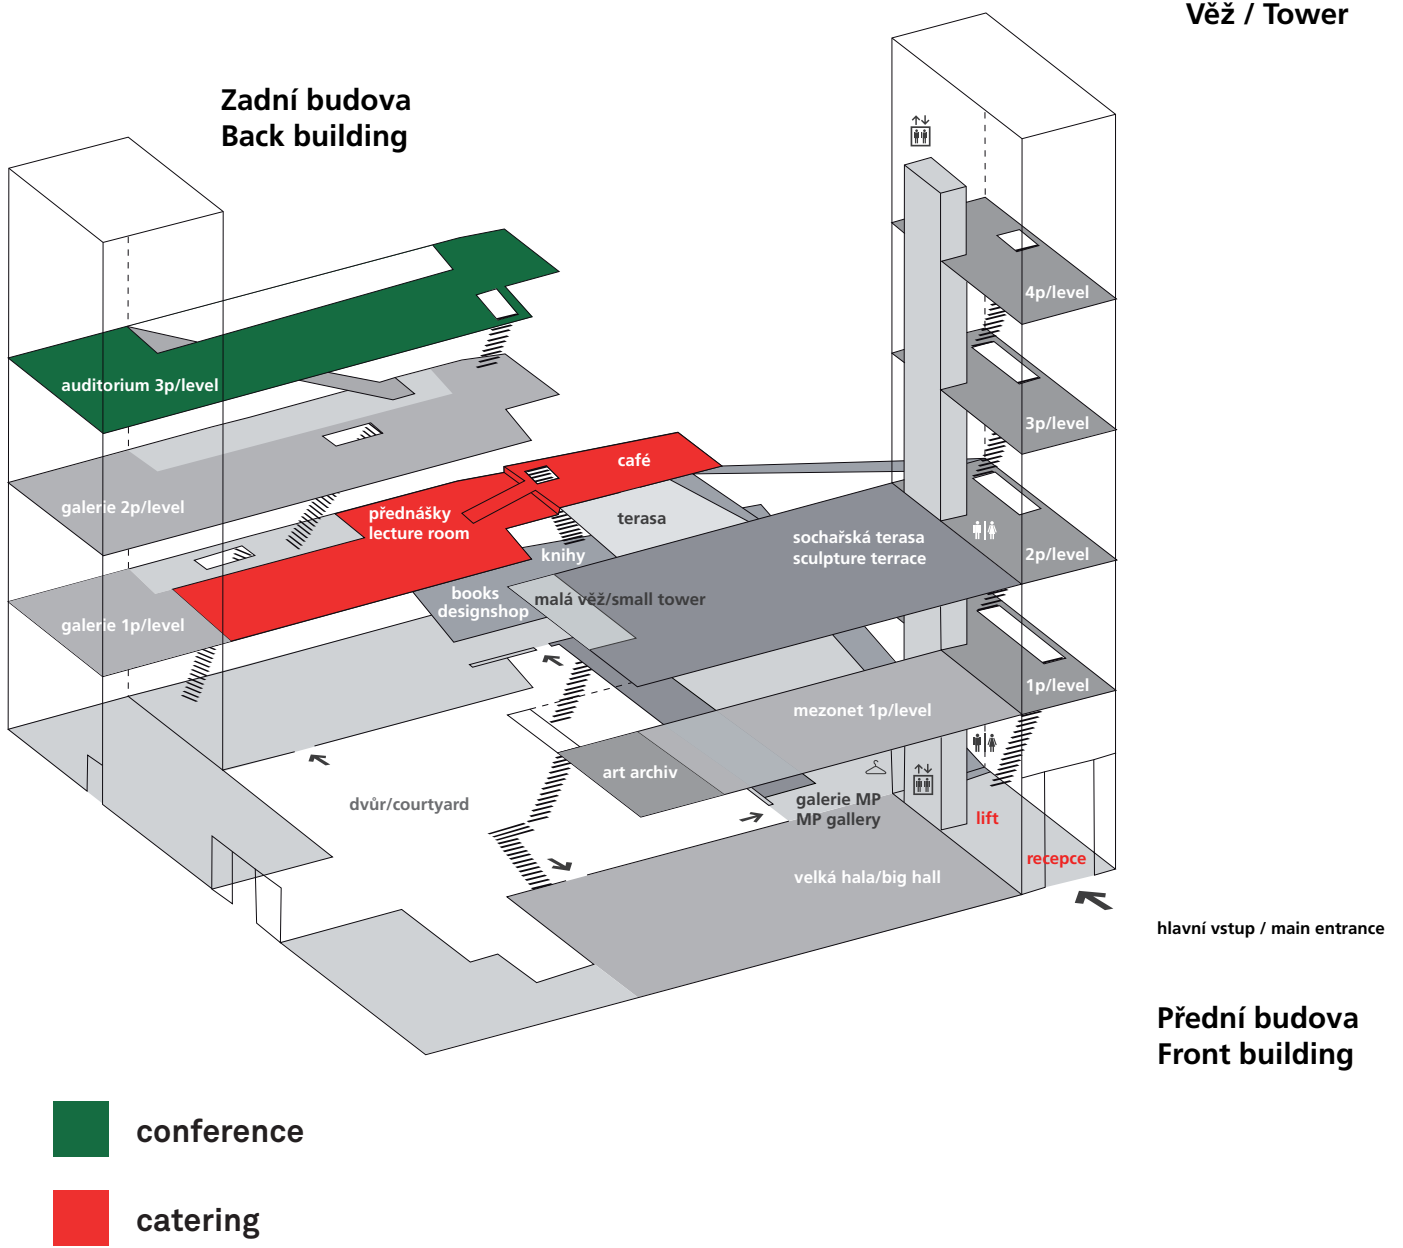 Věž / Tower
Zadní budova
Back building
4p/level
auditorium 3p/level
3p/level
café
galerie 2p/level
přednášky
lecture room
terasa
sochařská terasa
sculpture terrace
2p/level
knihy
books
designshop
malá věž/small tower
galerie 1p/level
1p/level
mezonet 1p/level
art archiv
dvůr/courtyard
galerie MP
MP gallery
lift
recepce
velká hala/big hall
hlavní vstup / main entrance
Přední budova
Front building
conference
catering